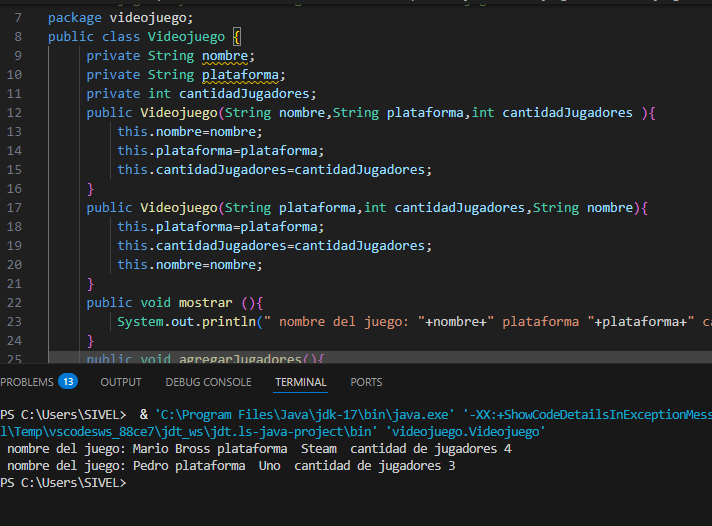 7 package videojuego;
8 public class Videojuego {
9 private String nombre;
10 private String plataforma;
11 private int cantidadJugadores;
12 public Videojuego(String nombre,String plataforma,int cantidadJugadores ){
13 this.nombre=nombre;
14 this.plataforma=plataforma;
15 this.cantidadJugadores=cantidadJugadores;
16 }
17 public Videojuego(String plataforma,int cantidadJugadores,String nombre){
18 this.plataforma=plataforma;
19 this.cantidadJugadores=cantidadJugadores;
20 this.nombre=nombre;
21 }
22 public void mostrar (){
23 System.out.println(" nombre del juego: "+nombre+" plataforma "+plataforma+" ca
24 }
25 public void agregarJugadores(){
PROBLEMS 13 OUTPUT DEBUG CONSOLE TERMINAL PORTS
PS C:\Users\SIVEL> & 'C:\Program Files\Java\jdk-17\bin\java.exe' '-XX:+ShowCodeDetailsInExceptionMess
l\Temp\vscodesws_88ce7\jdt_ws\jdt.ls-java-project\bin' 'videojuego.Videojuego'
nombre del juego: Mario Bross plataforma Steam cantidad de jugadores 4
nombre del juego: Pedro plataforma Uno cantidad de jugadores 3
PS C:\Users\SIVEL>